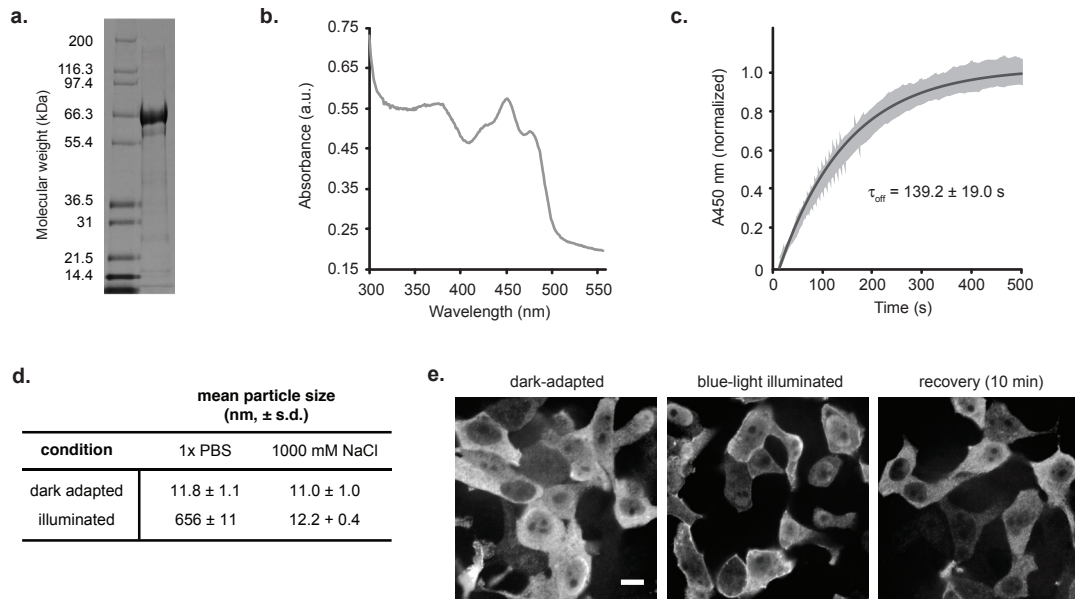 a.
Molecular weight (kDa)
200
116.3
97.4
66.3
55.4
36.5
31
21.5
14.4
b.
Absorbance (a.u.)
0.75
0.65
0.55
0.45
0.35
0.25
0.15
300 350 400 450 500 550
Wavelength (nm)
c.
A450 nm (normalized)
1.0
0.8
0.6
0.4
0.2
0
τoff = 139.2 ± 19.0 s
0 100 200 300 400 500
Time (s)
d.
mean particle size
(nm, ± s.d.)
condition 1x PBS 1000 mM NaCl
dark adapted 11.8 ± 1.1 11.0 ± 1.0
illuminated 656 ± 11 12.2 + 0.4
e.
dark-adapted blue-light illuminated recovery (10 min)